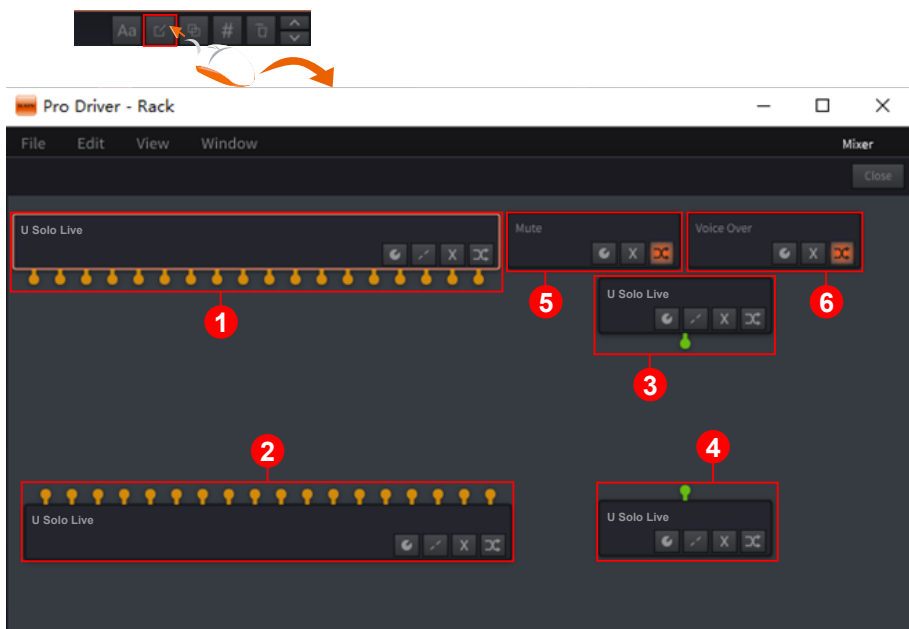 Aa #
Pro Driver - Rack
File Edit View Window Mixer
Close
U Solo Live
X
1
Mute
X
5
Voice Over
X
6
U Solo Live
X
3
2
U Solo Live
X
4
U Solo Live
X